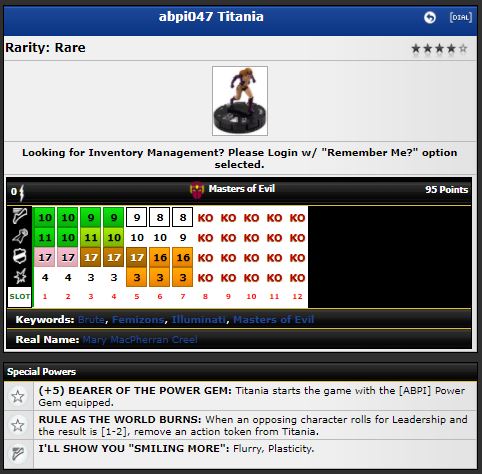 abpi047 Titania
[DIAL]
Rarity: Rare
Looking for Inventory Management? Please Login w/ "Remember Me?" option
selected.
0 Masters of Evil 95 Points
10 10 9 9 9 8 8 KO KO KO KO KO
11 10 11 10 10 10 9 KO KO KO KO KO
17 17 17 17 17 16 16 KO KO KO KO KO
4 4 3 3 3 3 3 KO KO KO KO KO
SLOT 1 2 3 4 5 6 7 8 9 10 11 12
Keywords: Brute, Femizons, Illuminati, Masters of Evil
Real Name: Mary MacPherran Creel
Special Powers
(+5) BEARER OF THE POWER GEM: Titania starts the game with the [ABPI] Power
Gem equipped.
RULE AS THE WORLD BURNS: When an opposing character rolls for Leadership and
the result is [1-2], remove an action token from Titania.
I'LL SHOW YOU "SMILING MORE": Flurry, Plasticity.